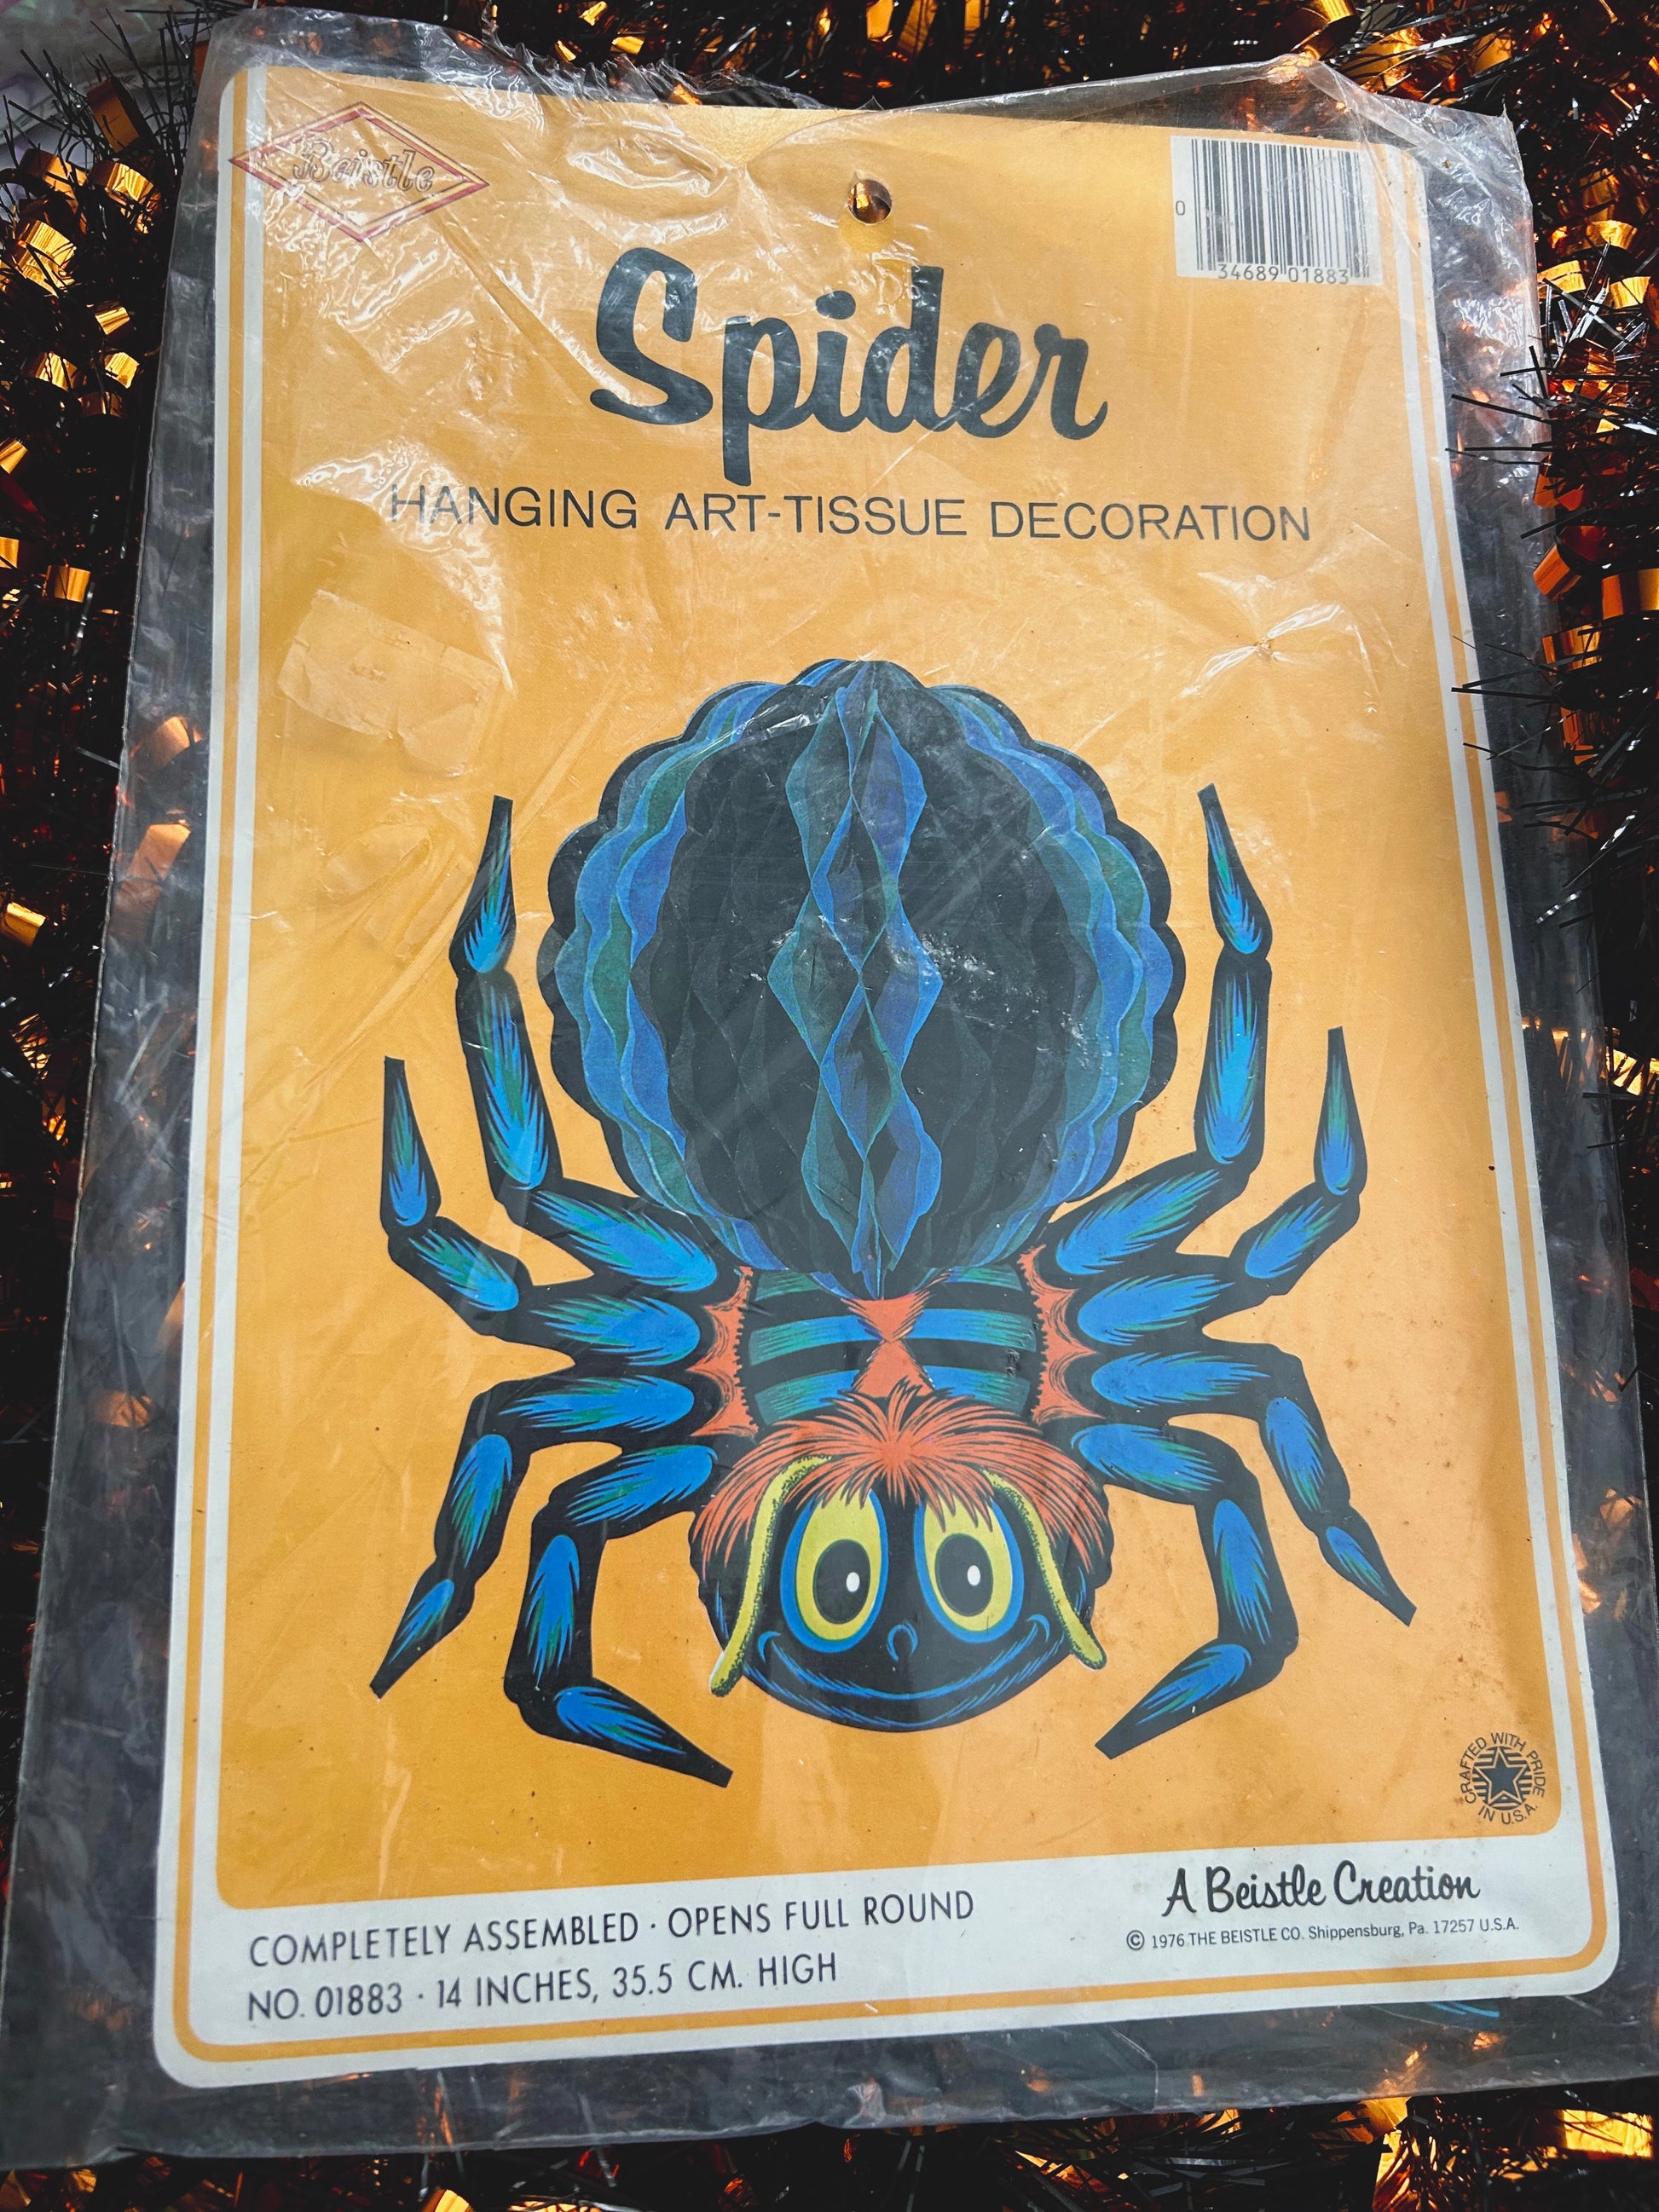 Beistle
0
34689 01883
Spider
HANGING ART-TISSUE DECORATION
CRAFTED WITH PRIDE
IN U.S.A.
COMPLETELY ASSEMBLED · OPENS FULL ROUND
NO. 01883 · 14 INCHES, 35.5 CM. HIGH
A Beistle Creation
© 1976 THE BEISTLE CO. Shippensburg, Pa. 17257 U.S.A.